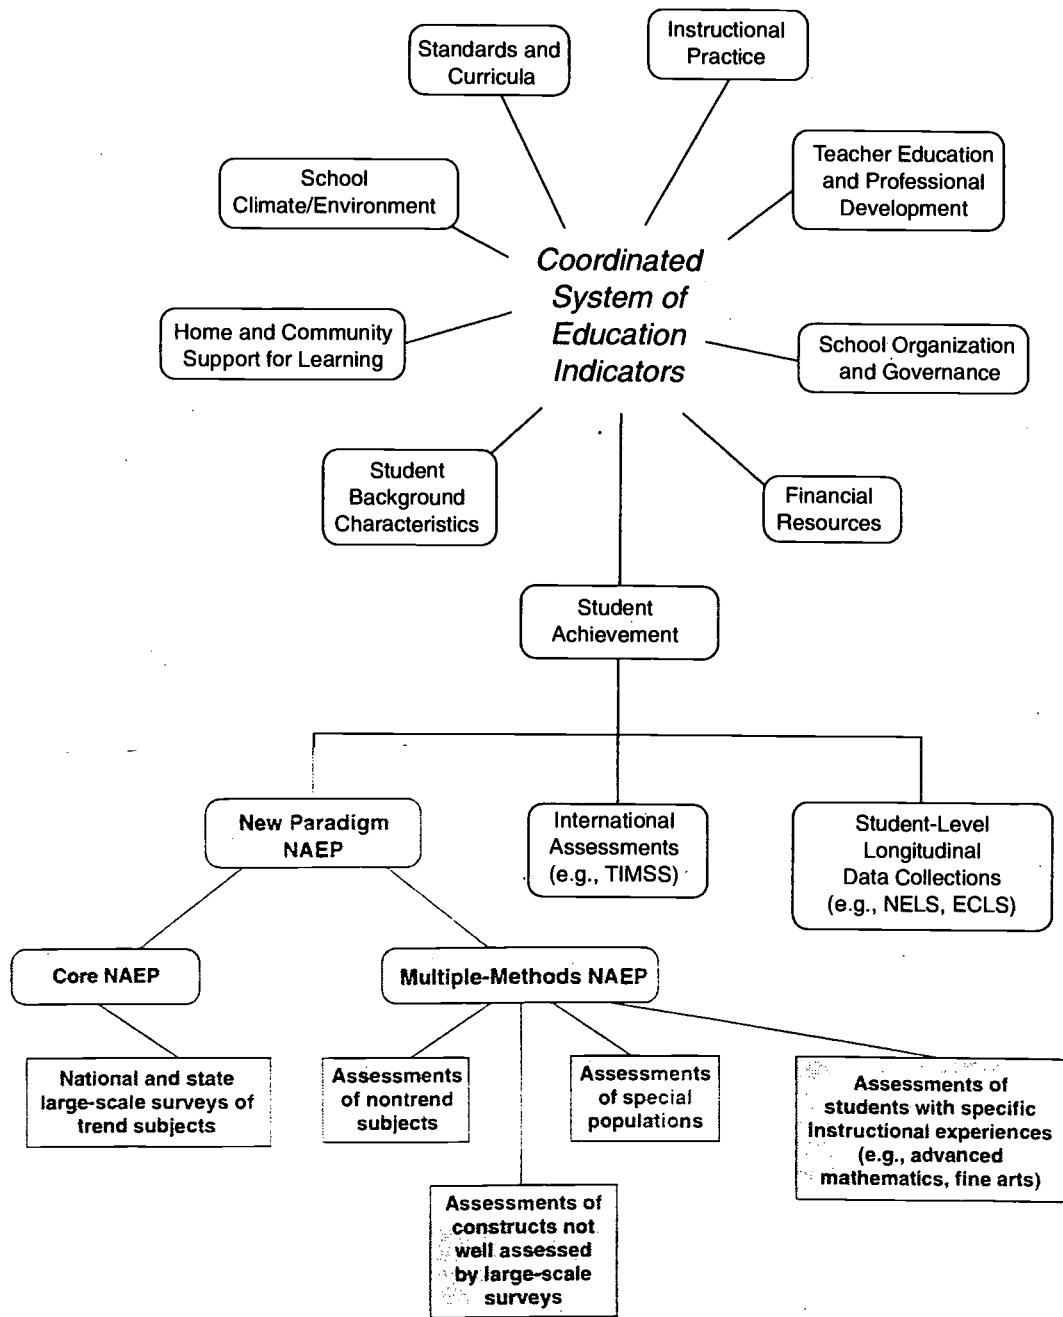 Instructional
Practice
Standards and
Curricula
Teacher Education
and Professional
Development
School
Climate/Environment
Coordinated
System of
Education
Indicators
Home and Community
Support for Learning
School Organization
and Governance
Student
Background
Characteristics
Financial
Resources
Student
Achievement
New Paradigm
NAEP
International
Assessments
(e.g., TIMSS)
Student-Level
Longitudinal
Data Collections
(e.g., NELS, ECLS)
Core NAEP
Multiple-Methods NAEP
National and state
large-scale surveys of
trend subjects
Assessments
of nontrend
subjects
Assessments
of special
populations
Assessments of
students with specific
instructional experiences
(e.g., advanced
mathematics, fine arts)
Assessments of
constructs not
well assessed
by large-scale
surveys